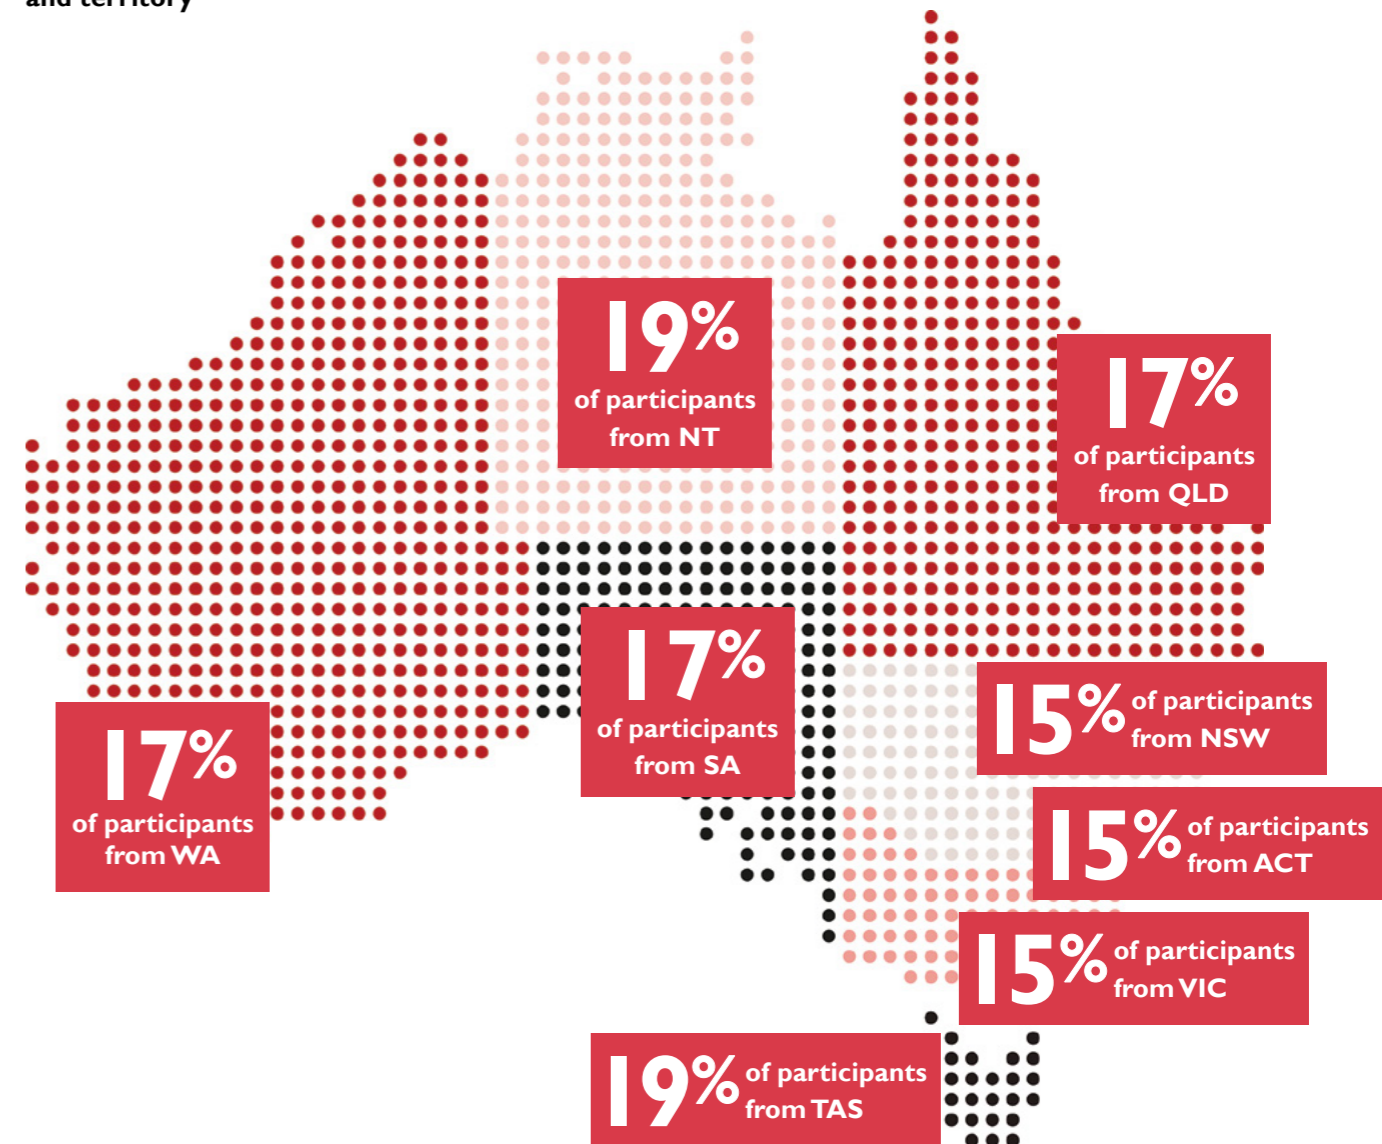 and territory
19%
of participants
from NT
17%
of participants
from QLD
17%
of participants
from SA
15% of participants
from NSW
17%
of participants
from WA
15% of participants
from ACT
15% of participants
from VIC
19% of participants
from TAS